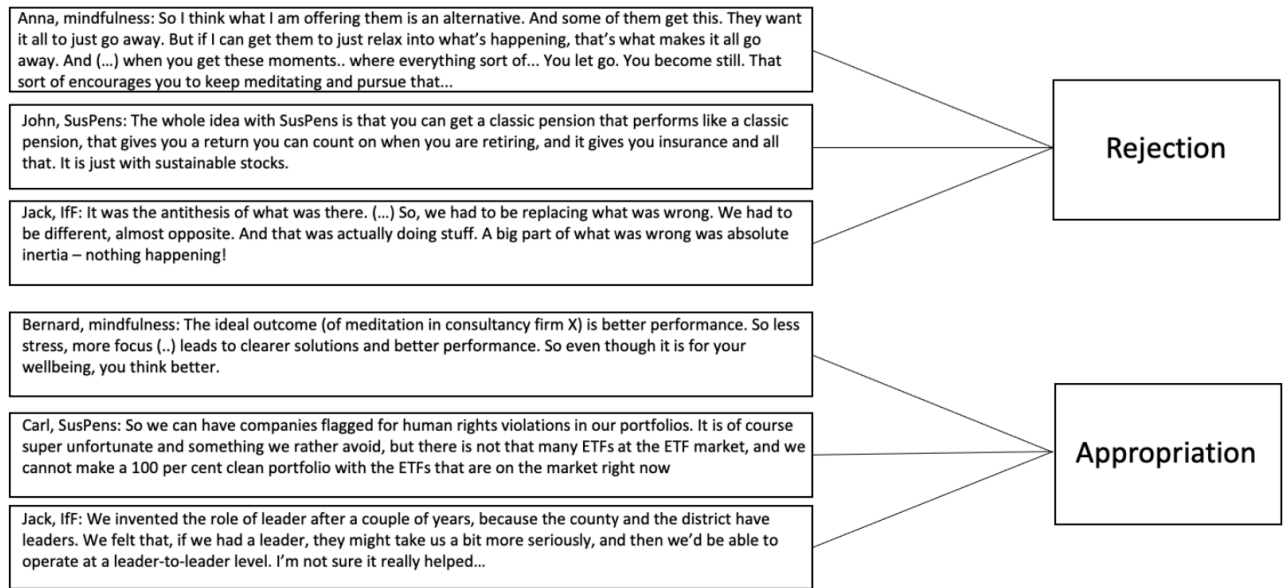 Anna, mindfulness: So I think what I am offering them is an alternative. And some of them get this. They want
it all to just go away. But if I can get them to just relax into what's happening, that's what makes it all go
away. And (...) when you get these moments.. where everything sort of... You let go. You become still. That
sort of encourages you to keep meditating and pursue that...
John, SusPens: The whole idea with SusPens is that you can get a classic pension that performs like a classic
pension, that gives you a return you can count on when you are retiring, and it gives you insurance and all
that. It is just with sustainable stocks.
Jack, IfF: It was the antithesis of what was there. (...) So, we had to be replacing what was wrong. We had to
be different, almost opposite. And that was actually doing stuff. A big part of what was wrong was absolute
inertia – nothing happening!
Rejection
Bernard, mindfulness: The ideal outcome (of meditation in consultancy firm X) is better performance. So less
stress, more focus (..) leads to clearer solutions and better performance. So even though it is for your
wellbeing, you think better.
Carl, SusPens: So we can have companies flagged for human rights violations in our portfolios. It is of course
super unfortunate and something we rather avoid, but there is not that many ETFs at the ETF market, and we
cannot make a 100 per cent clean portfolio with the ETFs that are on the market right now
Jack, IfF: We invented the role of leader after a couple of years, because the county and the district have
leaders. We felt that, if we had a leader, they might take us a bit more seriously, and then we'd be able to
operate at a leader-to-leader level. I'm not sure it really helped...
Appropriation